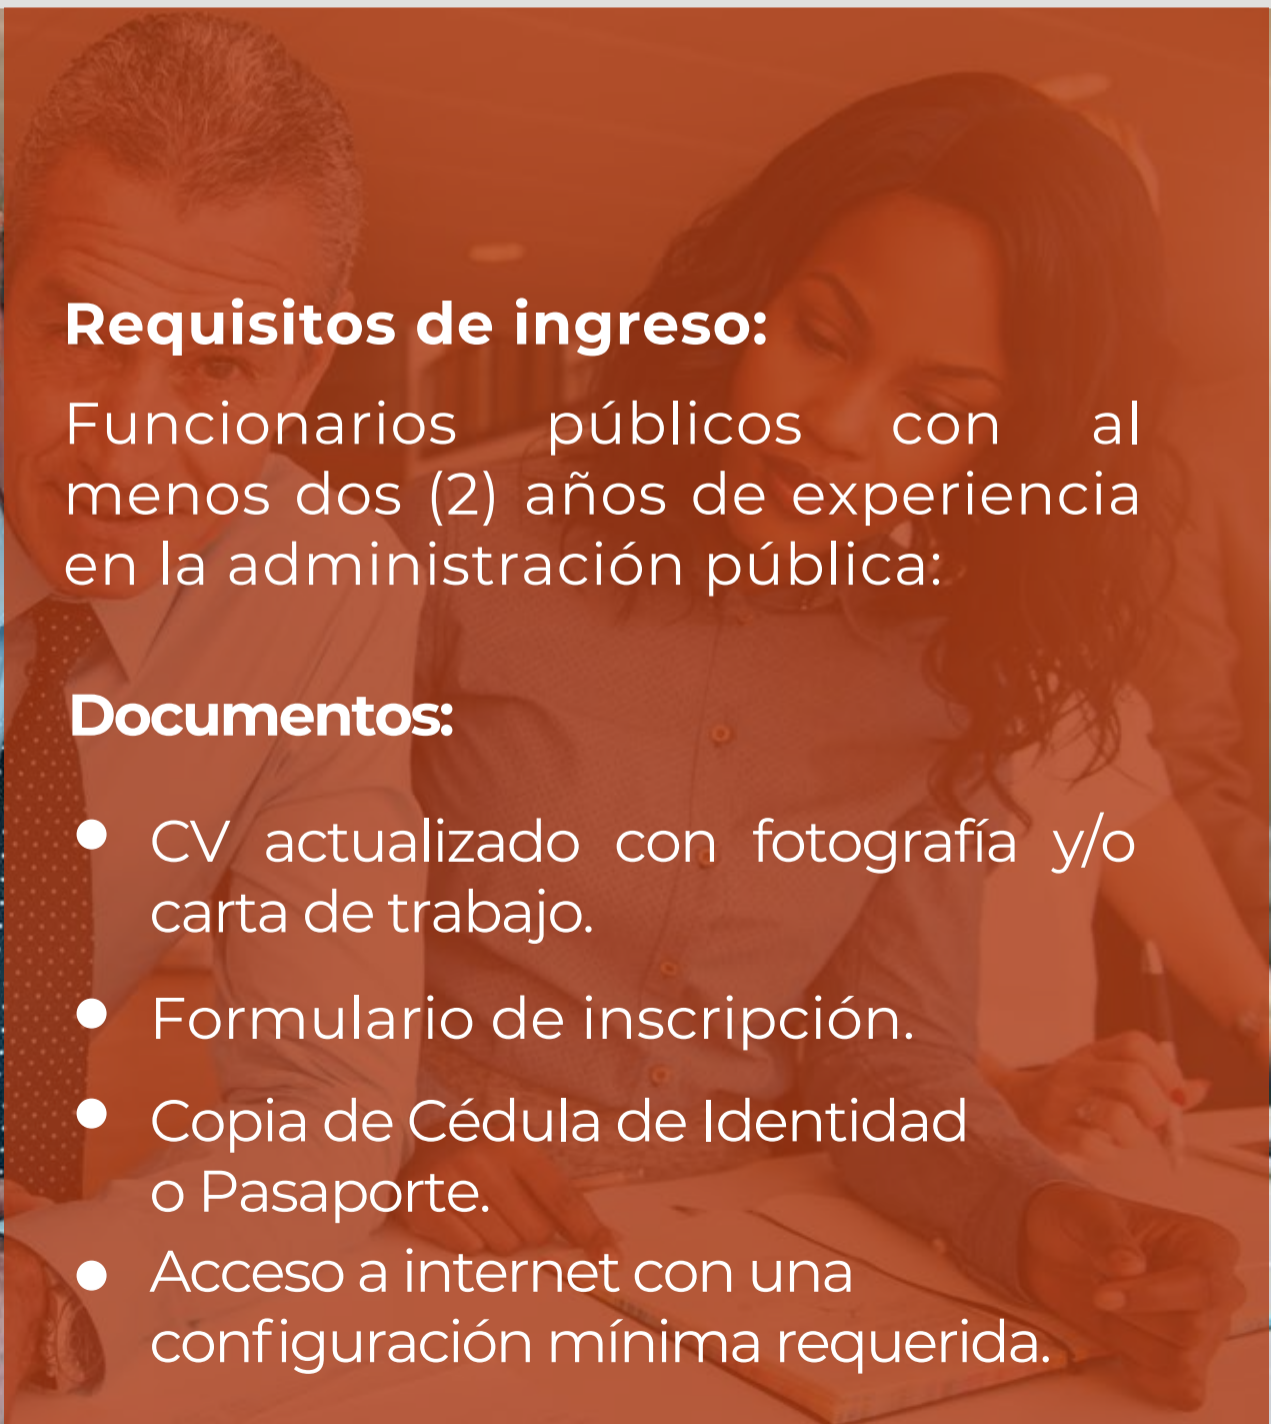 Requisitos de ingreso:
Funcionarios públicos con al
menos dos (2) años de experiencia
en la administración pública:
Documentos:
• CV actualizado con fotografía y/o
carta de trabajo.
• Formulario de inscripción.
• Copia de Cédula de Identidad
o Pasaporte.
• Acceso a internet con una
configuración mínima requerida.